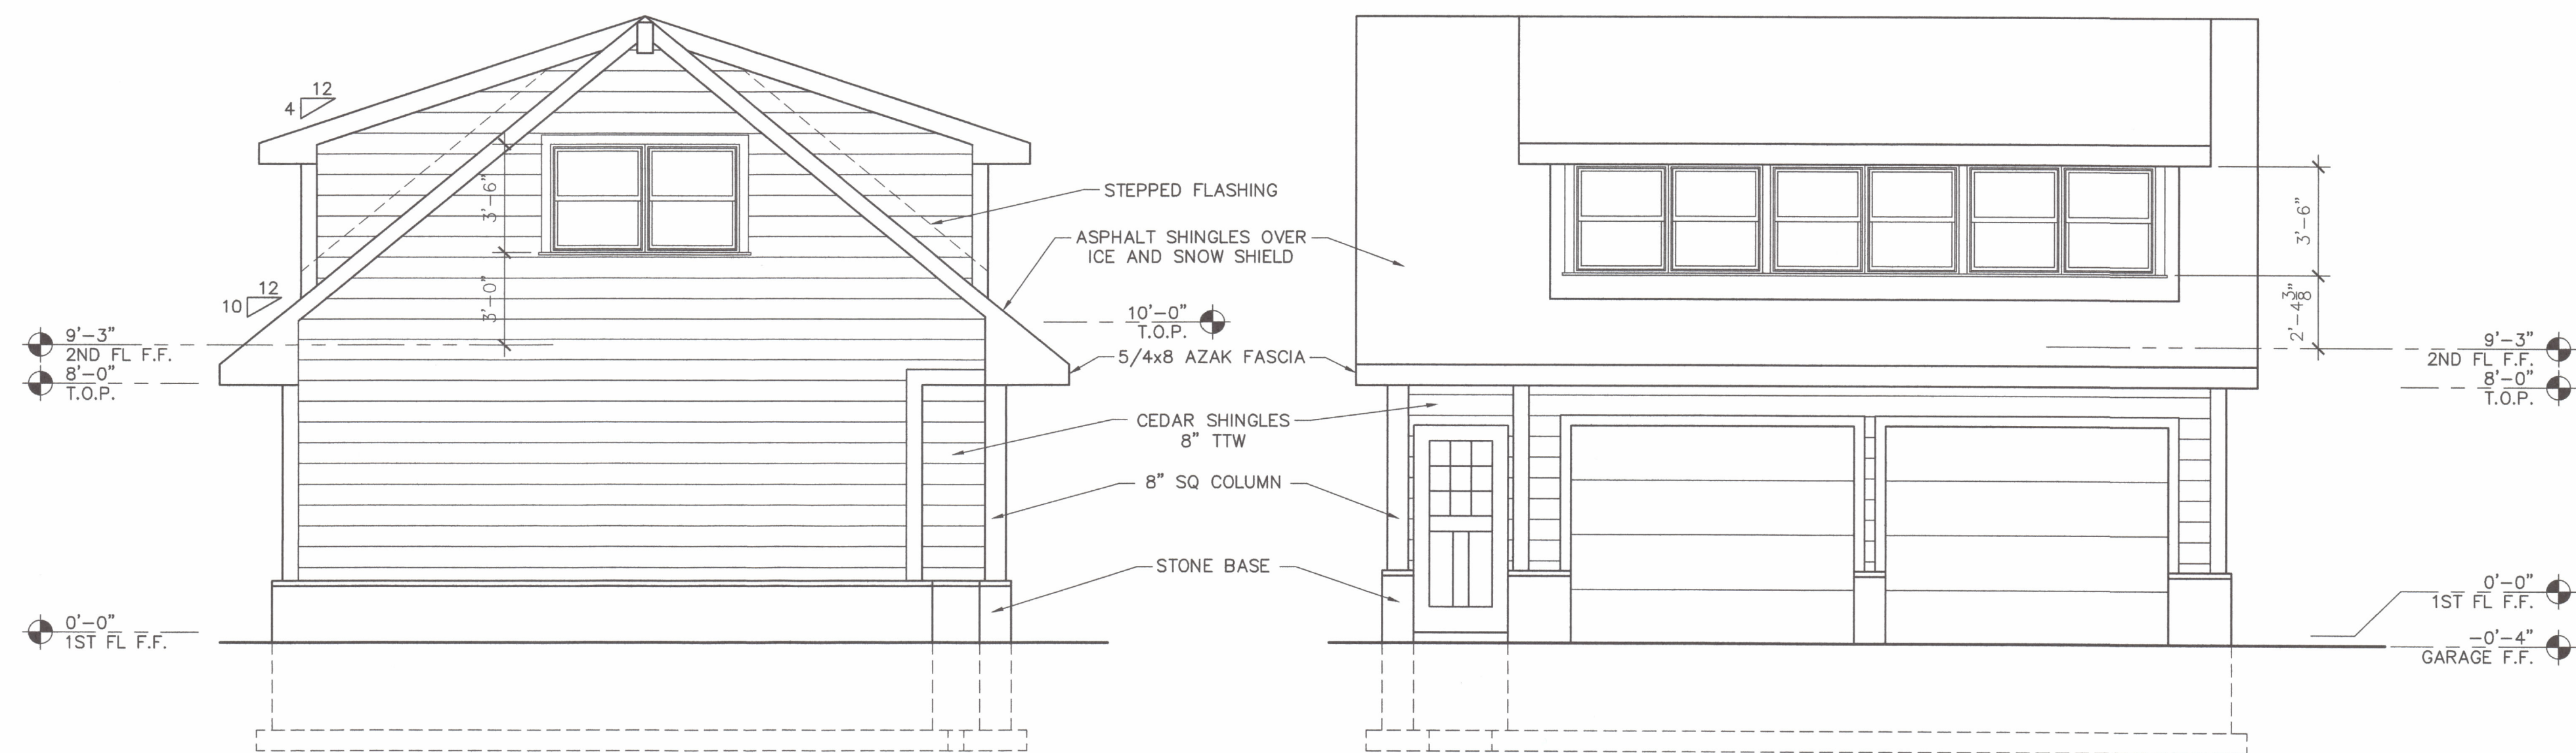 12
4
12
10
3'-6"
3'-0"
9'-3"
2ND FL F.F.
8'-0"
T.O.P.
0'-0"
1ST FL F.F.
STEPPED FLASHING
ASPHALT SHINGLES OVER
ICE AND SNOW SHIELD
10'-0"
T.O.P.
5/4x8 AZAK FASCIA
CEDAR SHINGLES
8" TTW
8" SQ COLUMN
STONE BASE
3'-6"
2'-4 3/8"
9'-3"
2ND FL F.F.
8'-0"
T.O.P.
0'-0"
1ST FL F.F.
-0'-4"
GARAGE F.F.